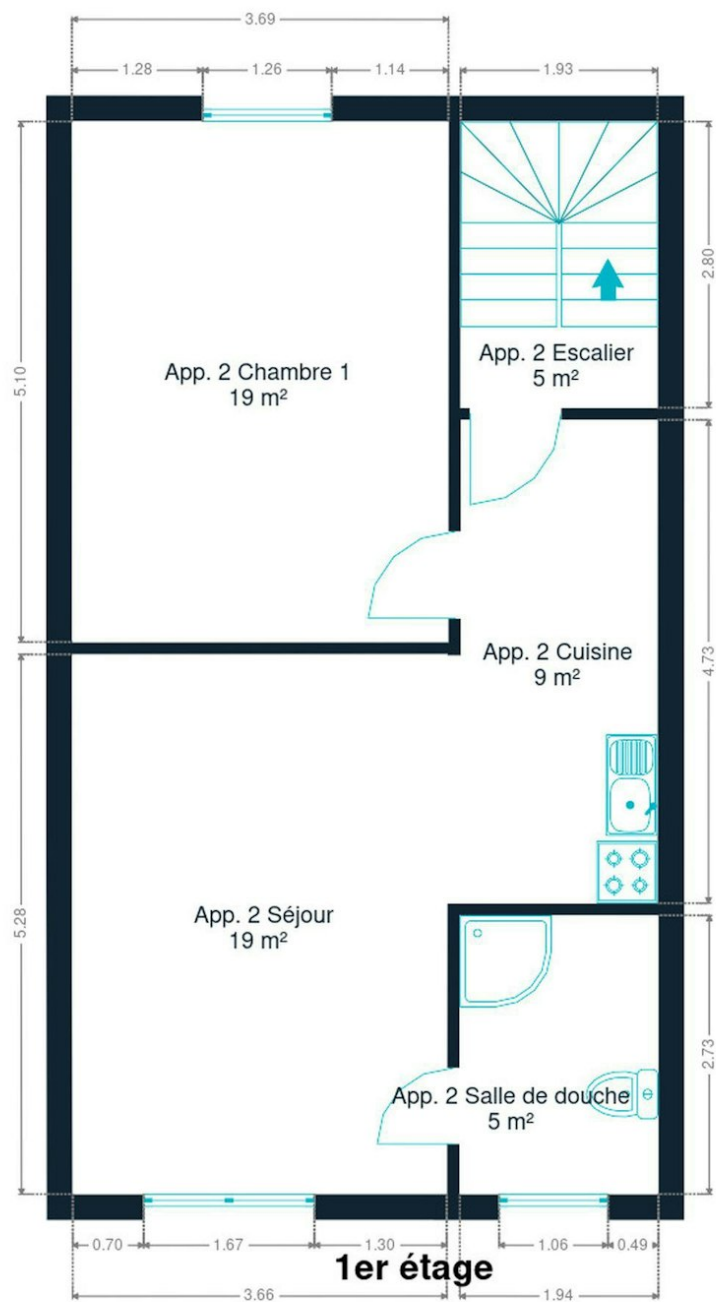 3.69
1.28
1.26
1.14
1.93
2.80
App. 2 Escalier
5 m²
App. 2 Chambre 1
19 m²
5.10
App. 2 Cuisine
9 m²
4.73
App. 2 Séjour
19 m²
5.28
2.73
App. 2 Salle de douche
5 m²
0.70
1.67
1.30
1.06
0.49
1er étage
3.66
1.94